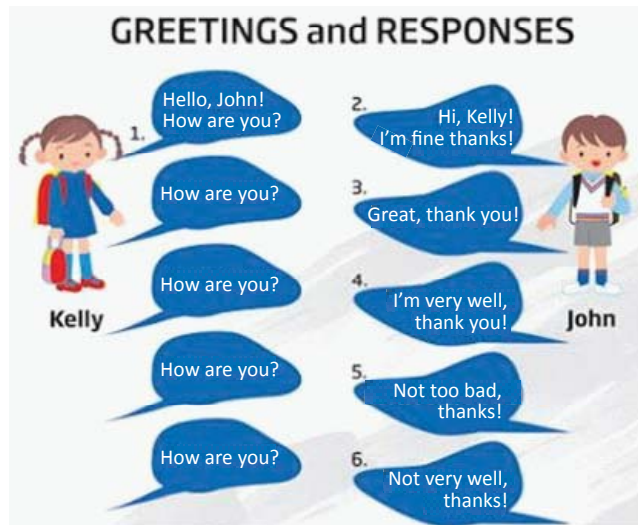 GREETINGS and RESPONSES
1.
Hello, John!
How are you?
2.
Hi, Kelly!
I'm fine thanks!
How are you?
3.
Great, thank you!
How are you?
4.
I'm very well,
thank you!
Kelly
John
How are you?
5.
Not too bad,
thanks!
How are you?
6.
Not very well,
thanks!